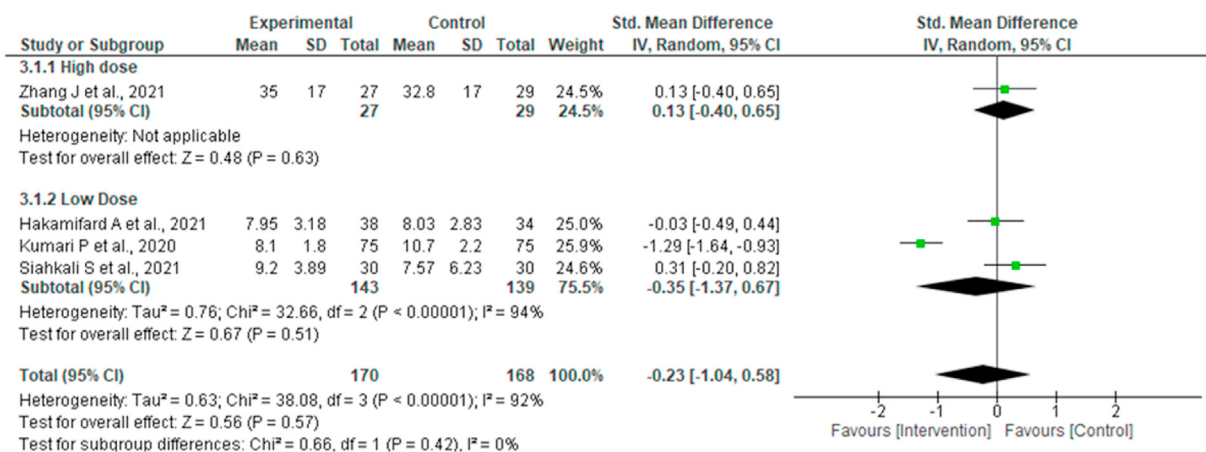 Experimental Control Std. Mean Difference Std. Mean Difference
Study or Subgroup Mean SD Total Mean SD Total Weight IV, Random, 95% CI IV, Random, 95% CI
3.1.1 High dose
Zhang J et al., 2021 35 17 27 32.8 17 29 24.5% 0.13 [-0.40, 0.65]
Subtotal (95% CI) 27 29 24.5% 0.13 [-0.40, 0.65]
Heterogeneity: Not applicable
Test for overall effect: Z = 0.48 (P = 0.63)
3.1.2 Low Dose
Hakamifard A et al., 2021 7.95 3.18 38 8.03 2.83 34 25.0% -0.03 [-0.49, 0.44]
Kumari P et al., 2020 8.1 1.8 75 10.7 2.2 75 25.9% -1.29 [-1.64, -0.93]
Siahkali S et al., 2021 9.2 3.89 30 7.57 6.23 30 24.6% 0.31 [-0.20, 0.82]
Subtotal (95% CI) 143 139 75.5% -0.35 [-1.37, 0.67]
Heterogeneity: Tau² = 0.76; Chi² = 32.66, df = 2 (P < 0.00001); I² = 94%
Test for overall effect: Z = 0.67 (P = 0.51)
Total (95% CI) 170 168 100.0% -0.23 [-1.04, 0.58]
Heterogeneity: Tau² = 0.63; Chi² = 38.08, df = 3 (P < 0.00001); I² = 92%
Test for overall effect: Z = 0.56 (P = 0.57)
Test for subgroup differences: Chi² = 0.66, df = 1 (P = 0.42), I² = 0%
-2 -1 0 1 2
Favours [Intervention] Favours [Control]